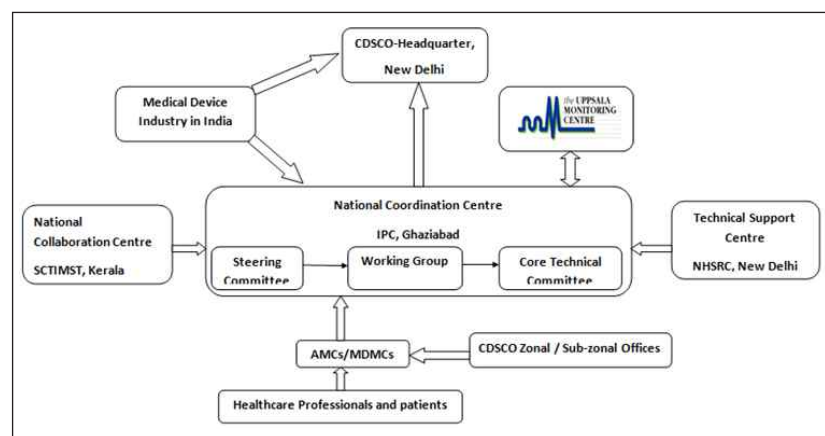 CDSCO-Headquarter,
New Delhi
Medical Device
Industry in India
the UPPSALA
MONITORING
CENTRE
National Coordination Centre
IPC, Ghaziabad
National
Collaboration Centre
SCTIMST, Kerala
Steering
Committee
Working Group
Core Technical
Committee
Technical Support
Centre
NHSRC, New Delhi
AMCs/MDMCs
CDSCO Zonal / Sub-zonal Offices
Healthcare Professionals and patients